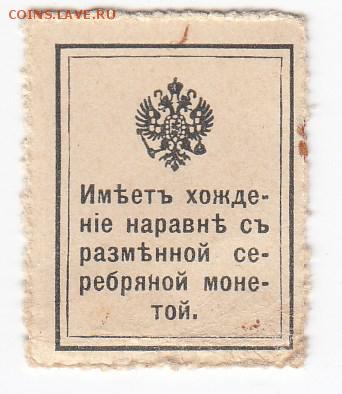 COINS.LAVE.RU
Имѣетъ хожде-
ніе наравнѣ съ
размѣнной се-
ребряной моне-
той.